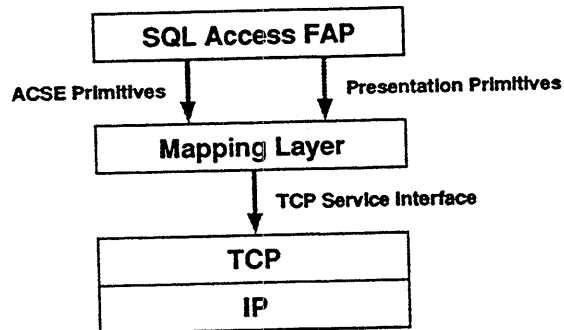 SQL Access FAP
ACSE Primitives
Presentation Primitives
Mapping Layer
TCP Service Interface
TCP
IP